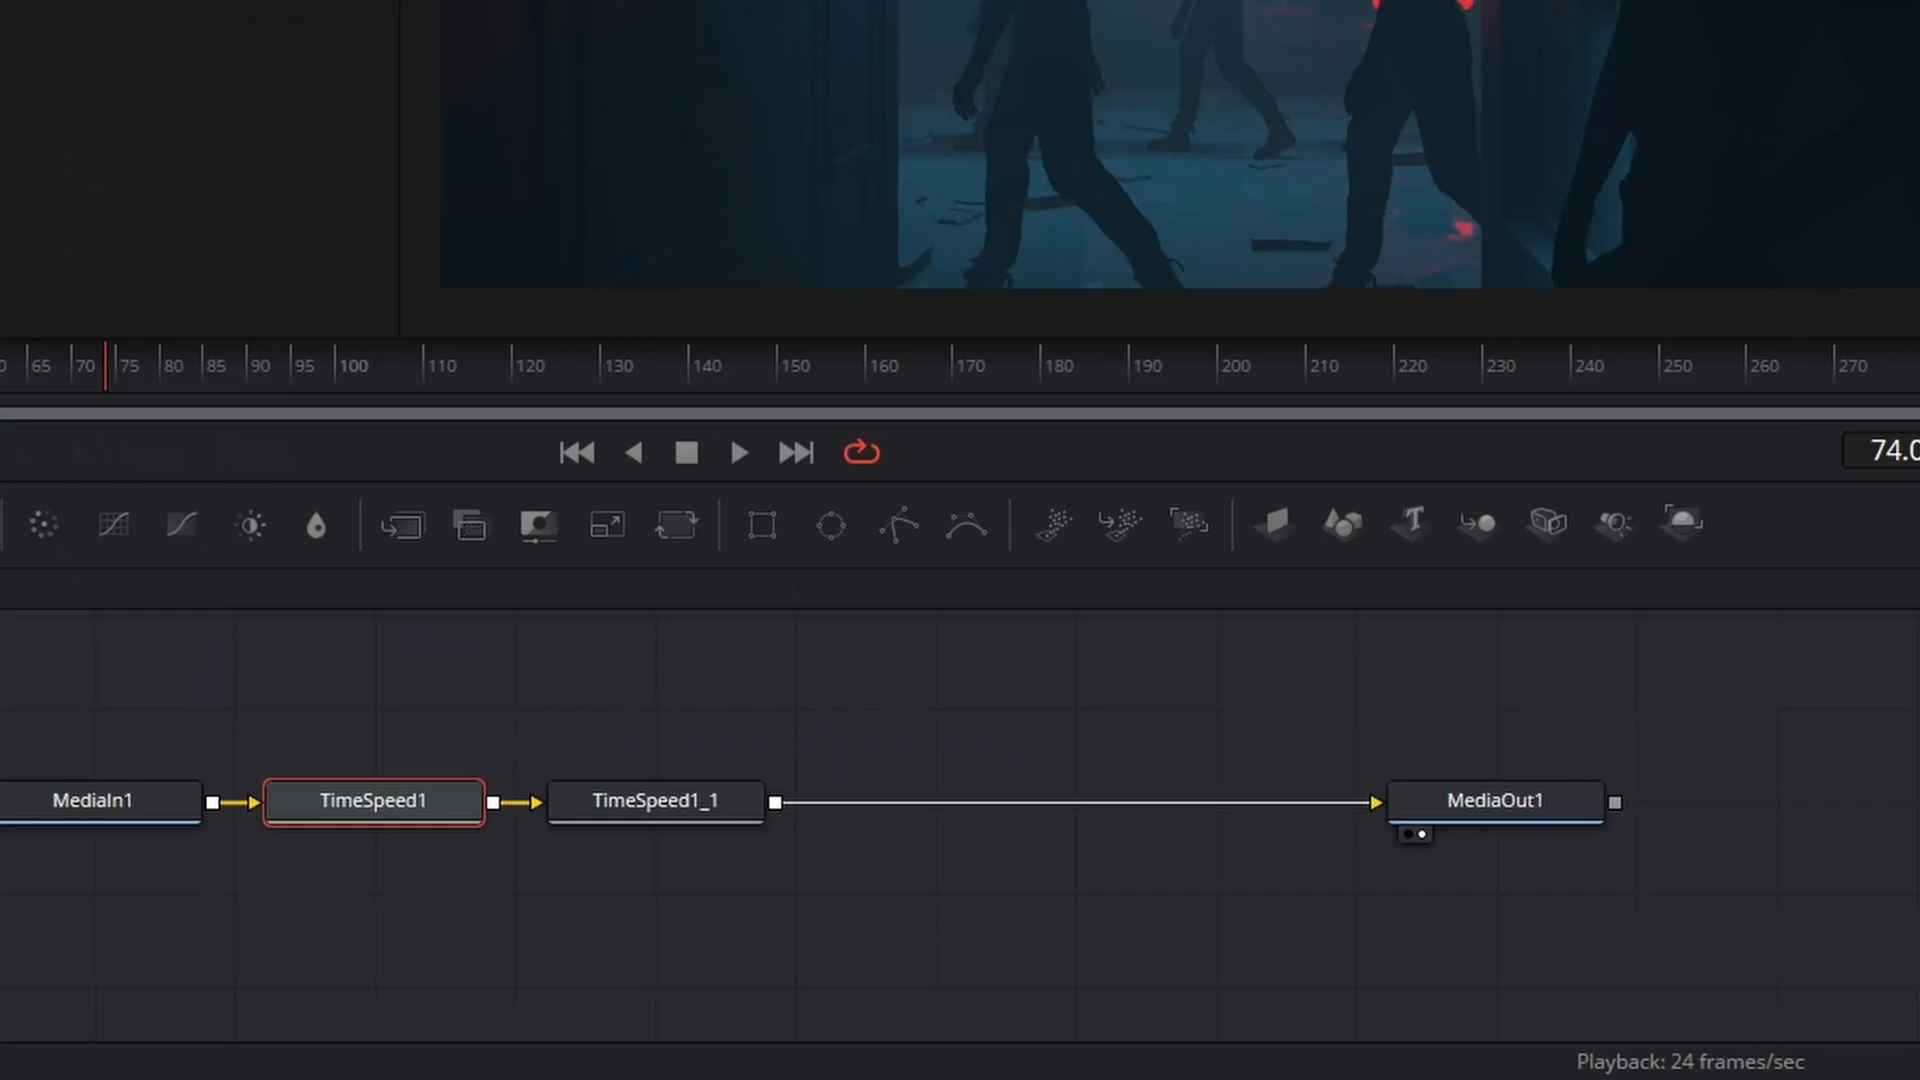 65 70 75 80 85 90 95 100 110 120 130 140 150 160 170 180 190 200 210 220 230 240 250 260 270
74.0
MediaIn1 TimeSpeed1 TimeSpeed1_1 MediaOut1
Playback: 24 frames/sec